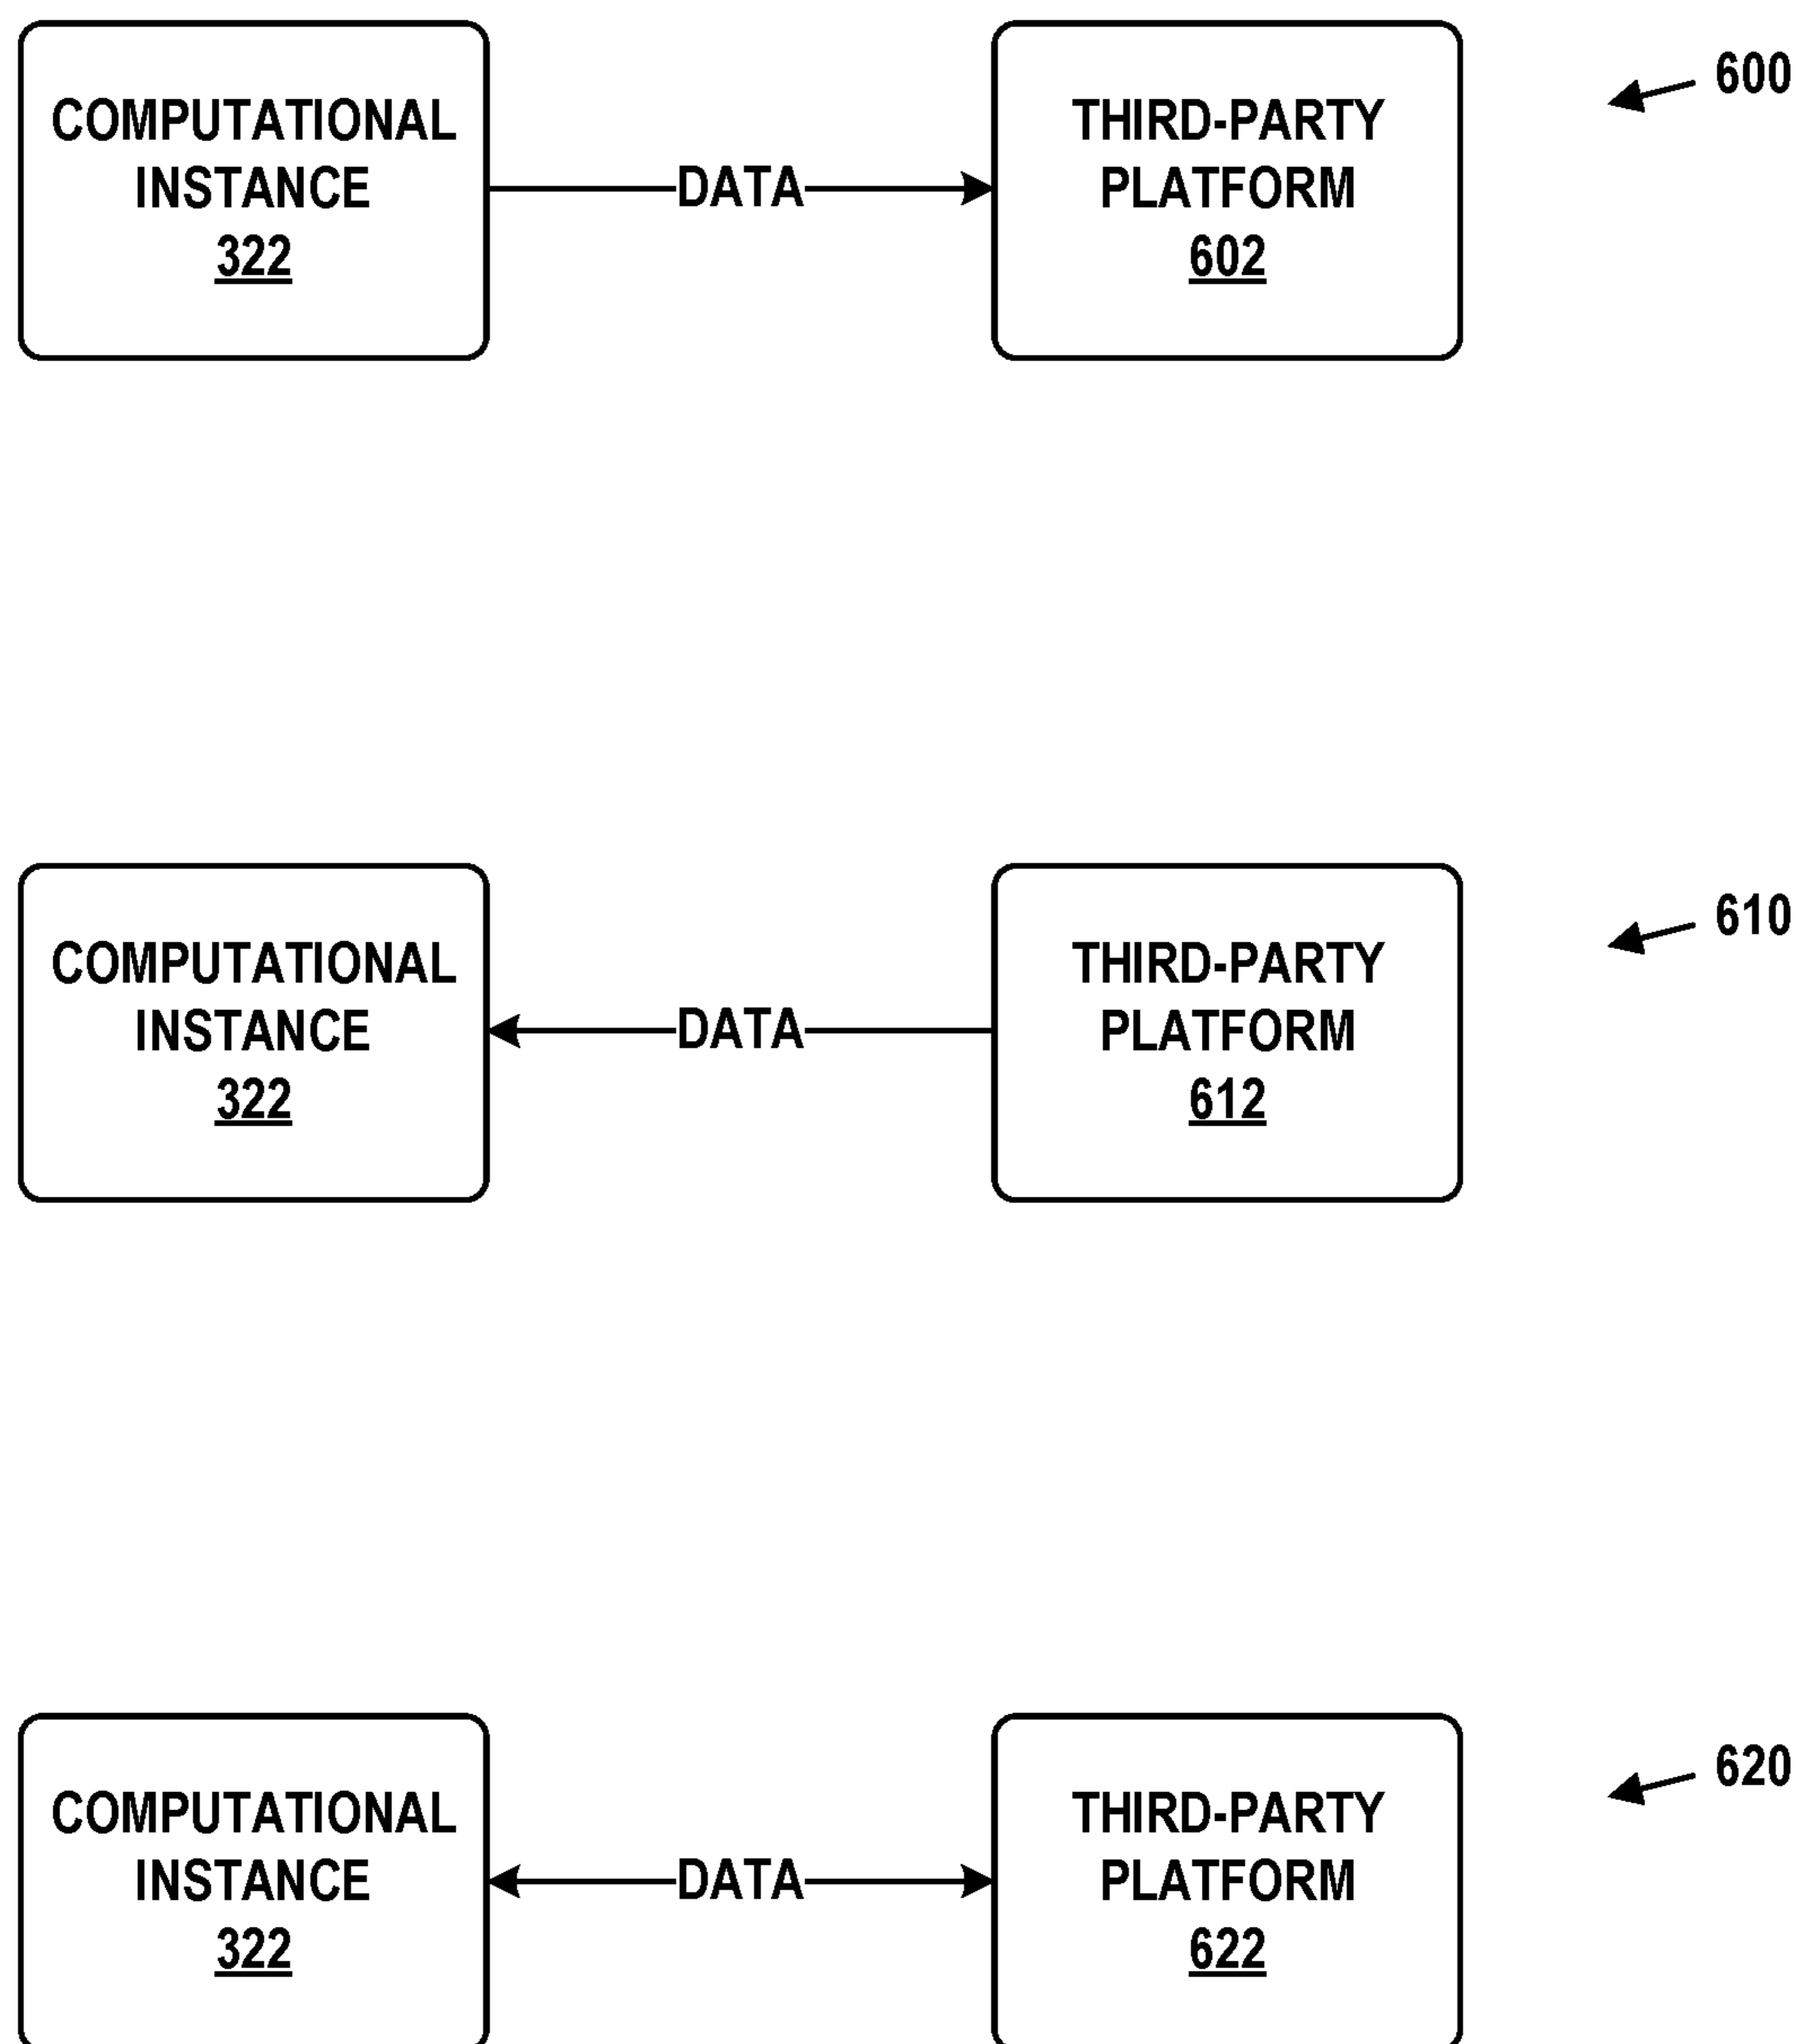 COMPUTATIONAL
INSTANCE
322
DATA
THIRD-PARTY
PLATFORM
602
600
COMPUTATIONAL
INSTANCE
322
DATA
THIRD-PARTY
PLATFORM
612
610
COMPUTATIONAL
INSTANCE
322
DATA
THIRD-PARTY
PLATFORM
622
620